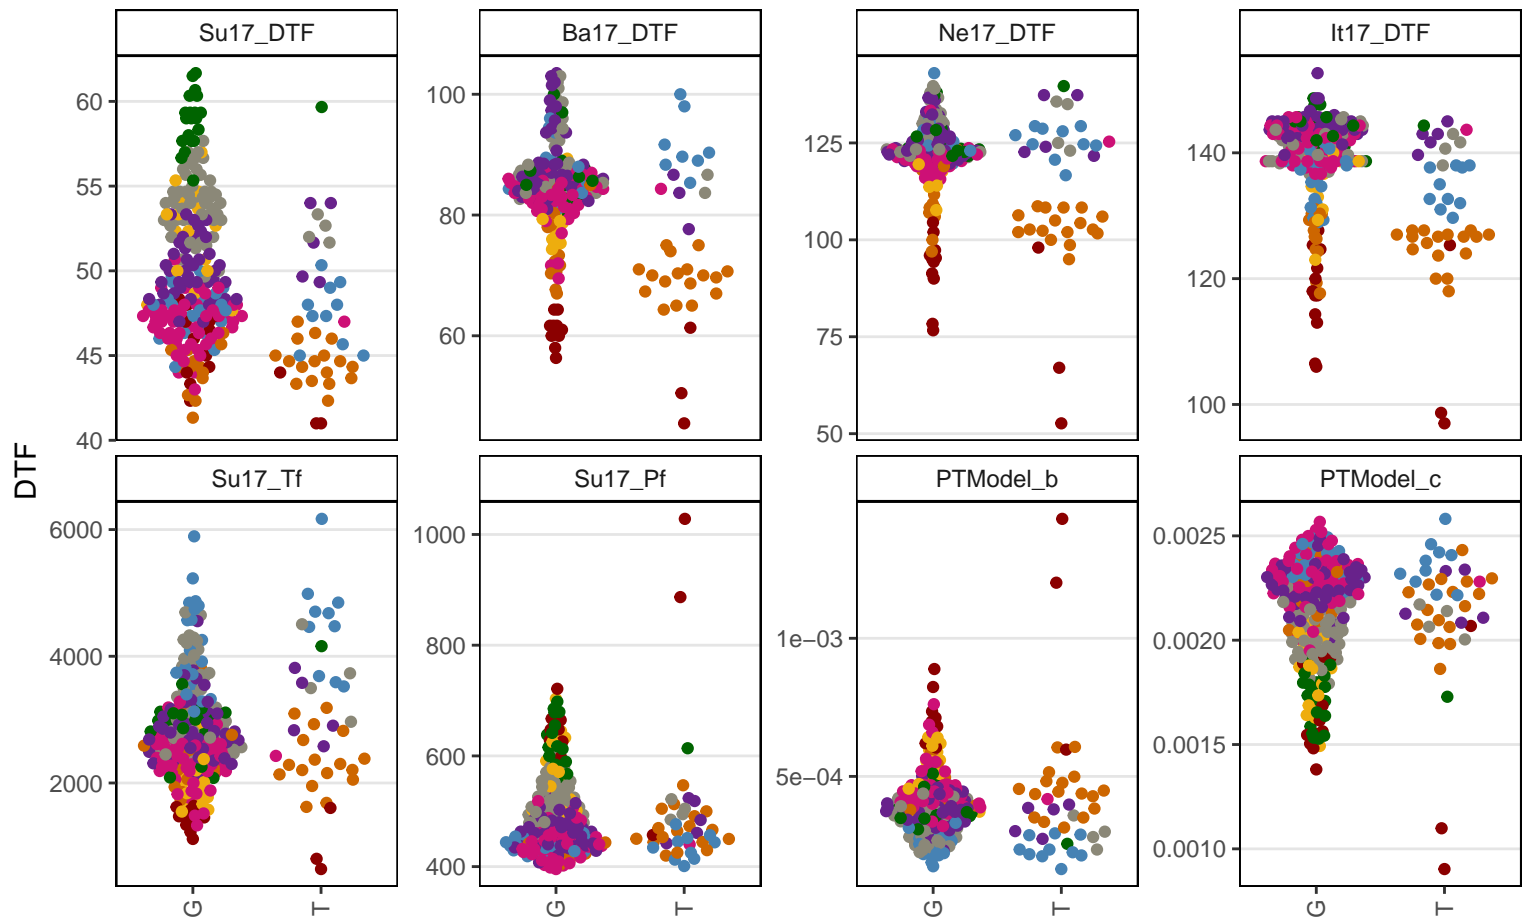 Su17_DTF Ba17_DTF Ne17_DTF It17_DTF
60 100 125 140
55 80 100 120
50 60 75 100
45 50
40
DTF
Su17_Tf Su17_Pf PTModel_b PTModel_c
6000 1000 1e−03 0.0025
4000 800 5e−04 0.0020
2000 600 0.0015
400 0.0010
G T G T G T G T